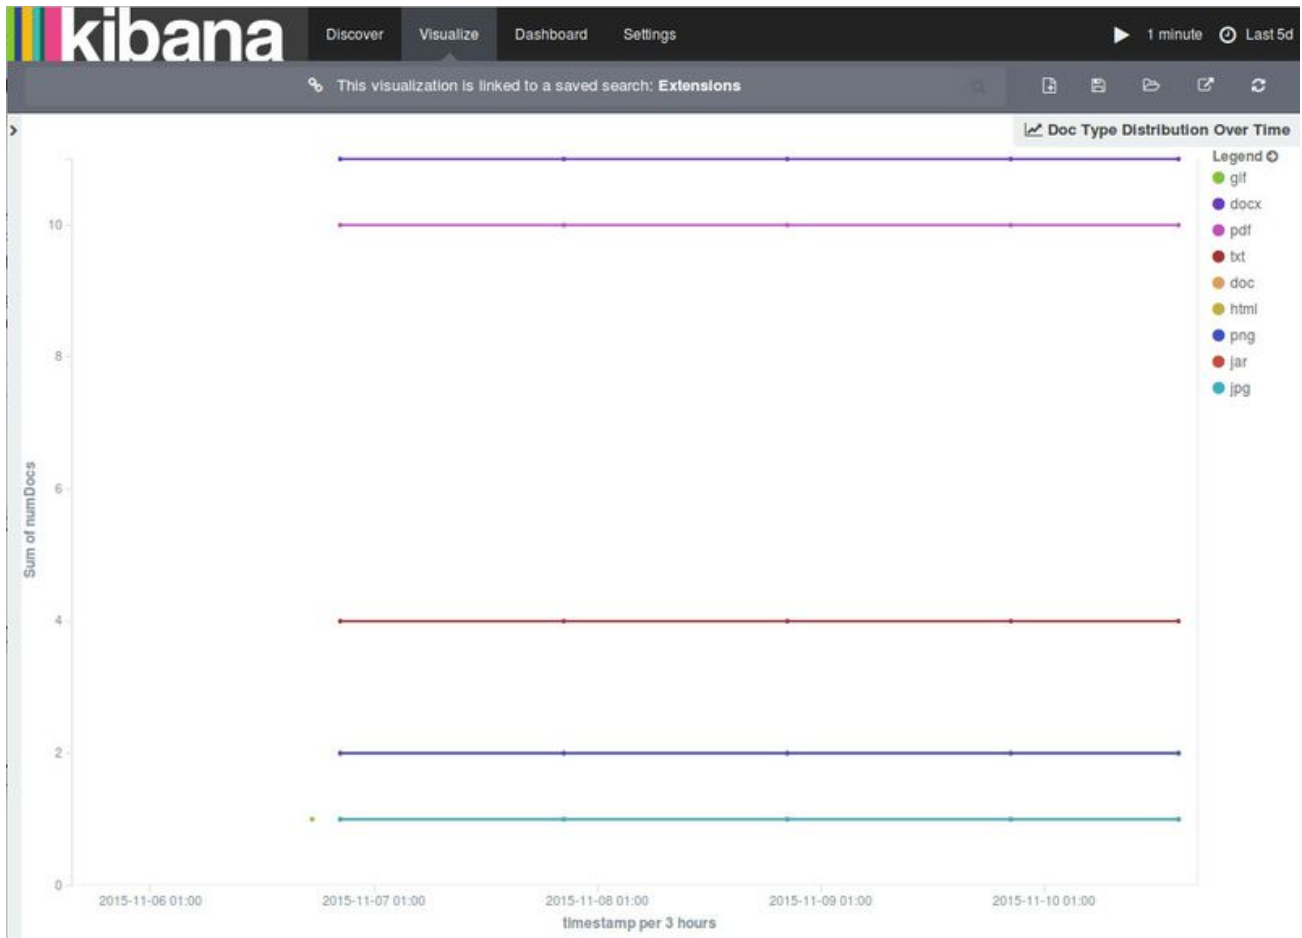 kibana
Discover Visualize Dashboard Settings 1 minute Last 5d
This visualization is linked to a saved search: Extensions
Doc Type Distribution Over Time
Legend
gif
docx
pdf
txt
doc
html
png
jar
jpg
10
8
6
4
2
0
Sum of numDocs
2015-11-06 01:00 2015-11-07 01:00 2015-11-08 01:00 2015-11-09 01:00 2015-11-10 01:00
timestamp per 3 hours